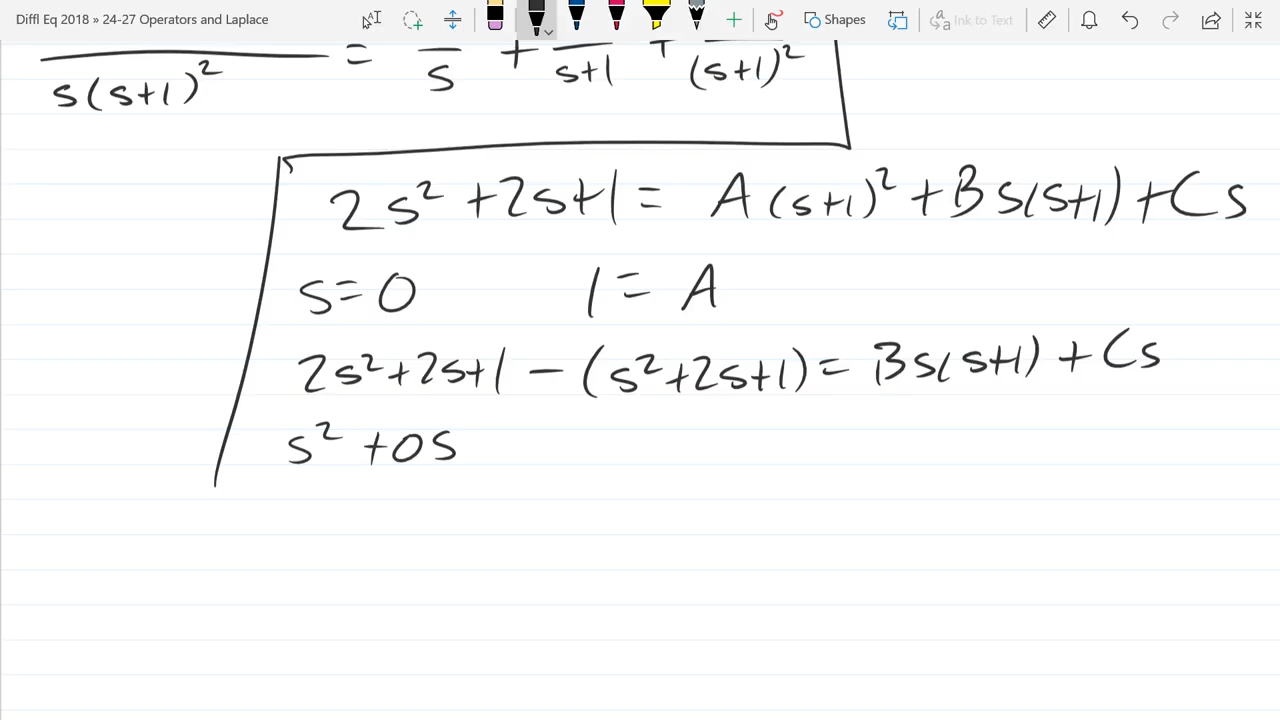 Diffl Eq 2018 » 24-27 Operators and Laplace
Shapes
Ink to Text
s(s+1)² = s + s+1 + (s+1)²
2s² +2s+1 = A(s+1)² + Bs(s+1) + Cs
s=0 1 = A
2s²+2s+1 − (s²+2s+1) = Bs(s+1) + Cs
s² +0s